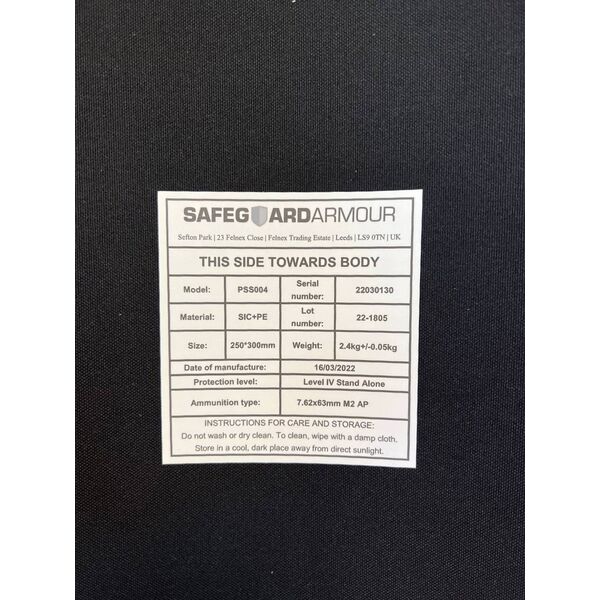 SAFEGUARDARMOUR
Sefton Park | 23 Felnex Close | Felnex Trading Estate | Leeds | LS9 0TN | UK
THIS SIDE TOWARDS BODY
Model: PSS004 Serial number: 22030130
Material: SIC+PE Lot number: 22-1805
Size: 250*300mm Weight: 2.4kg+/-0.05kg
Date of manufacture: 16/03/2022
Protection level: Level IV Stand Alone
Ammunition type: 7.62x63mm M2 AP
INSTRUCTIONS FOR CARE AND STORAGE:
Do not wash or dry clean. To clean, wipe with a damp cloth.
Store in a cool, dark place away from direct sunlight.